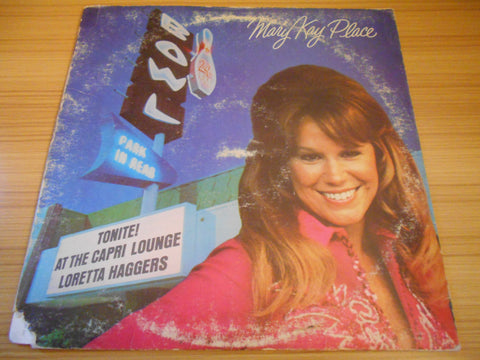 Mary Kay Place
BOWL
PARK
IN REAR
TONITE!
AT THE CAPRI LOUNGE
LORETTA HAGGERS